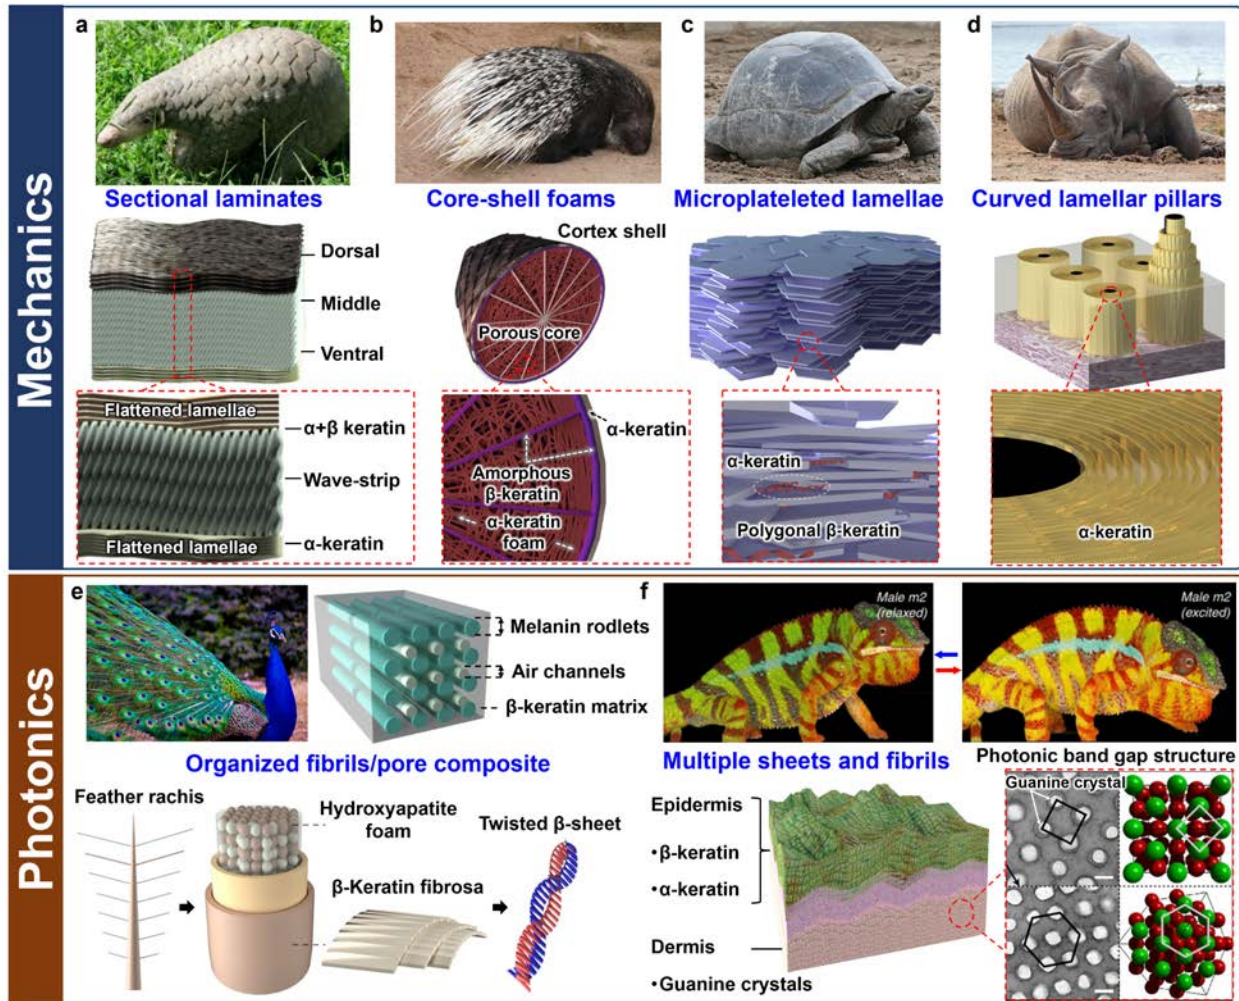 Mechanics
a
b
c
d
Sectional laminates
Core-shell foams
Microplateleted lamellae
Curved lamellar pillars
Dorsal
Middle
Ventral
Flattened lamellae
α+β keratin
Wave-strip
Flattened lamellae
α-keratin
Cortex shell
Porous core
α-keratin
Amorphous
β-keratin
α-keratin
foam
α-keratin
Polygonal β-keratin
α-keratin
Photonics
e
Melanin rodlets
Air channels
β-keratin matrix
Organized fibrils/pore composite
Feather rachis
Hydroxyapatite
foam
β-Keratin fibrosa
Twisted β-sheet
f
Male m2
(relaxed)
Male m2
(excited)
Multiple sheets and fibrils
Photonic band gap structure
Epidermis
•β-keratin
•α-keratin
Dermis
•Guanine crystals
Guanine crystal